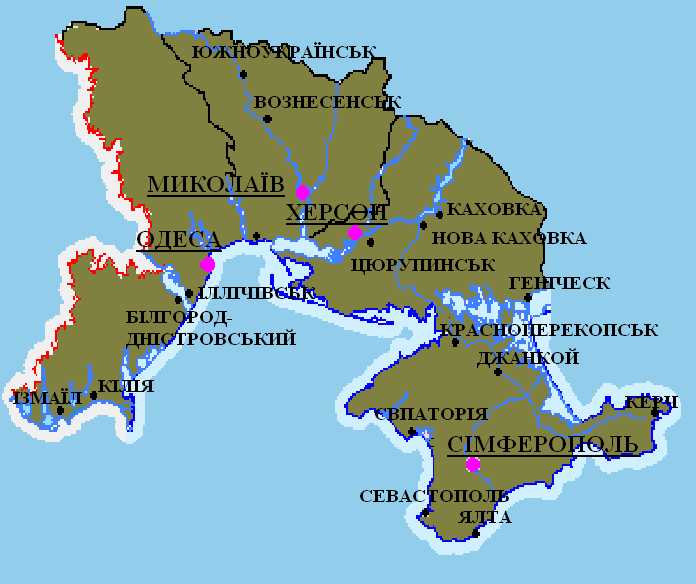 ЮЖНОУКРАЇНСЬК
ВОЗНЕСЕНСЬК
МИКОЛАЇВ
ХЕРСОН
КАХОВКА
ОДЕСА
НОВА КАХОВКА
ЦЮРУПИНСЬК
ГЕНІЧЕСК
ІЛЛІЧІВСЬК
БІЛГОРОД-
ДНІСТРОВСЬКИЙ
КРАСНОПЕРЕКОПСЬК
ДЖАНКОЙ
КІЛІЯ
ІЗМАЇЛ
КЕРЧ
ЄВПАТОРІЯ
СІМФЕРОПОЛЬ
СЕВАСТОПОЛЬ
ЯЛТА